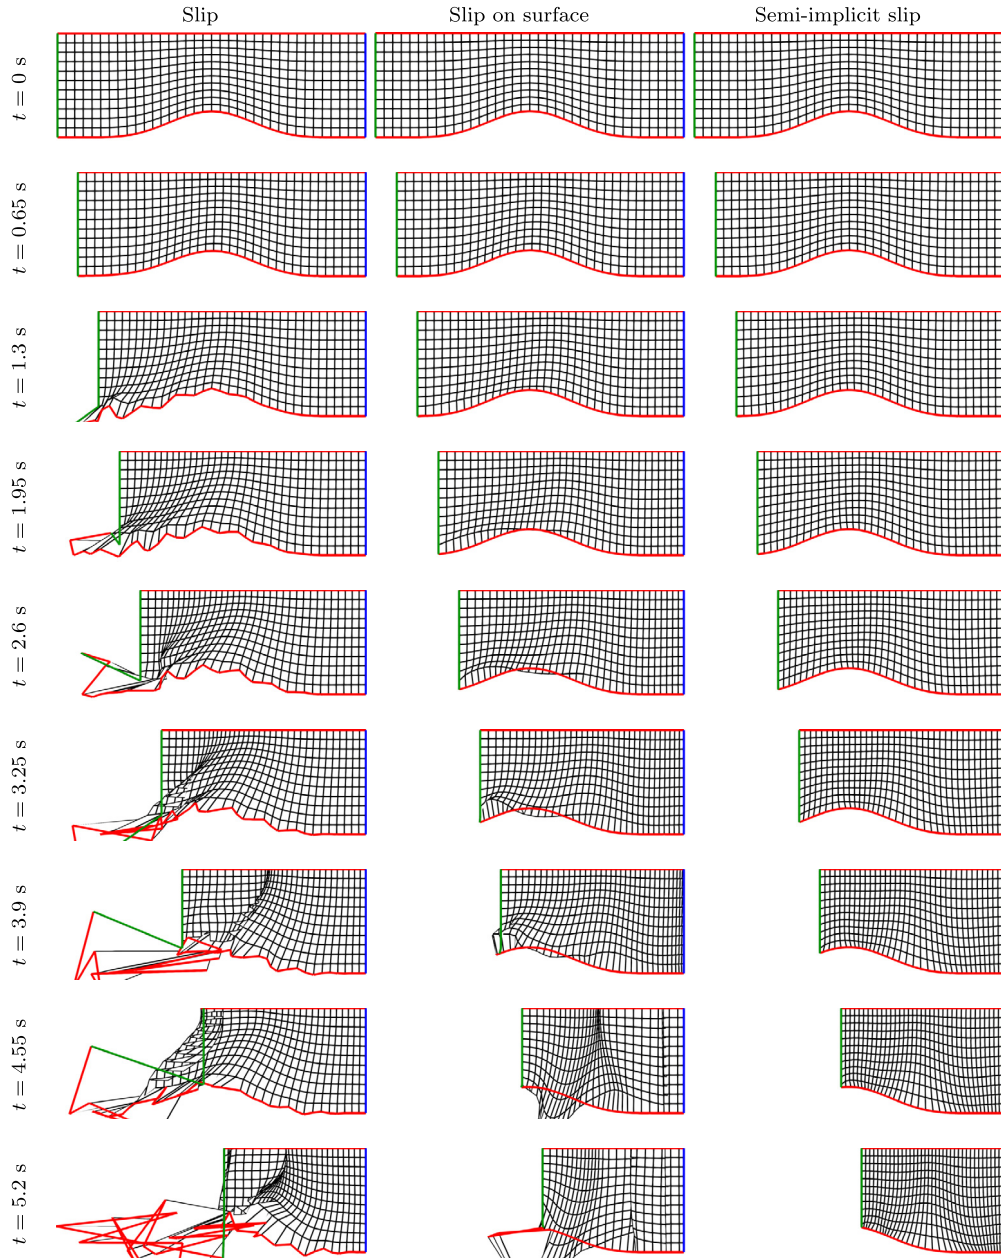 Slip Slip on surface Semi-implicit slip
t = 0 s
t = 0.65 s
t = 1.3 s
t = 1.95 s
t = 2.6 s
t = 3.25 s
t = 3.9 s
t = 4.55 s
t = 5.2 s